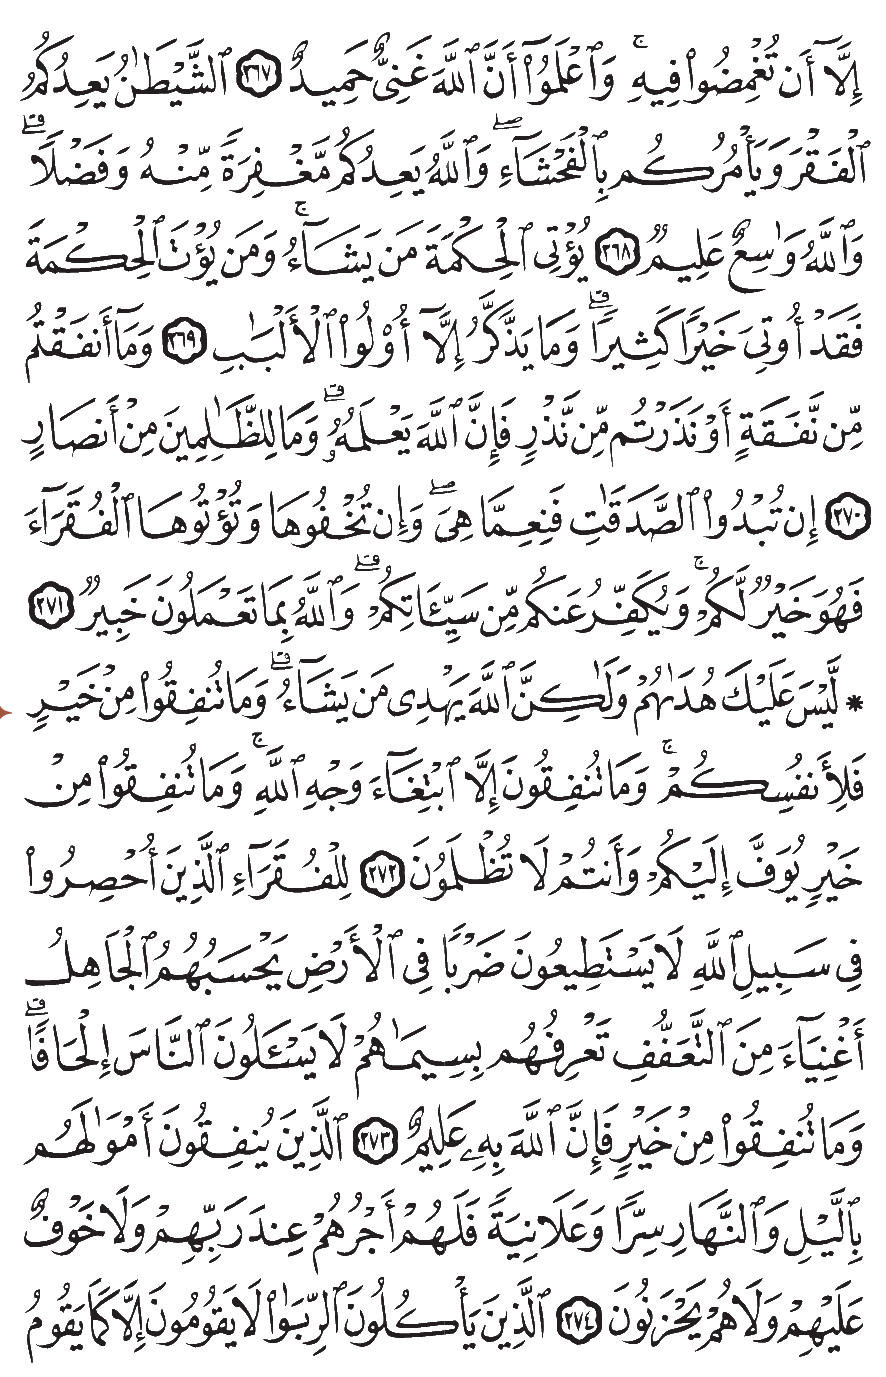 إِلَّآ أَن تُغْمِضُوا۟ فِيهِ ۚ وَٱعْلَمُوٓا۟ أَنَّ ٱللَّهَ غَنِىٌّ حَمِيدٌ ٢٦٧ ٱلشَّيْطَٰنُ يَعِدُكُمُ
ٱلْفَقْرَ وَيَأْمُرُكُم بِٱلْفَحْشَآءِ ۖ وَٱللَّهُ يَعِدُكُم مَّغْفِرَةً مِّنْهُ وَفَضْلًا ۗ
وَٱللَّهُ وَٰسِعٌ عَلِيمٌ ٢٦٨ يُؤْتِى ٱلْحِكْمَةَ مَن يَشَآءُ ۚ وَمَن يُؤْتَ ٱلْحِكْمَةَ
فَقَدْ أُوتِىَ خَيْرًا كَثِيرًا ۗ وَمَا يَذَّكَّرُ إِلَّآ أُو۟لُوا۟ ٱلْأَلْبَٰبِ ٢٦٩ وَمَآ أَنفَقْتُم
مِّن نَّفَقَةٍ أَوْ نَذَرْتُم مِّن نَّذْرٍ فَإِنَّ ٱللَّهَ يَعْلَمُهُۥ ۗ وَمَا لِلظَّٰلِمِينَ مِنْ أَنصَارٍ
٢٧٠ إِن تُبْدُوا۟ ٱلصَّدَقَٰتِ فَنِعِمَّا هِىَ ۖ وَإِن تُخْفُوهَا وَتُؤْتُوهَا ٱلْفُقَرَآءَ
فَهُوَ خَيْرٌ لَّكُمْ ۚ وَيُكَفِّرُ عَنكُم مِّن سَيِّـَٔاتِكُمْ ۗ وَٱللَّهُ بِمَا تَعْمَلُونَ خَبِيرٌ ٢٧١
* لَّيْسَ عَلَيْكَ هُدَىٰهُمْ وَلَٰكِنَّ ٱللَّهَ يَهْدِى مَن يَشَآءُ ۗ وَمَا تُنفِقُوا۟ مِنْ خَيْرٍ
فَلِأَنفُسِكُمْ ۚ وَمَا تُنفِقُونَ إِلَّا ٱبْتِغَآءَ وَجْهِ ٱللَّهِ ۚ وَمَا تُنفِقُوا۟ مِنْ
خَيْرٍ يُوَفَّ إِلَيْكُمْ وَأَنتُمْ لَا تُظْلَمُونَ ٢٧٢ لِلْفُقَرَآءِ ٱلَّذِينَ أُحْصِرُوا۟
فِى سَبِيلِ ٱللَّهِ لَا يَسْتَطِيعُونَ ضَرْبًا فِى ٱلْأَرْضِ يَحْسَبُهُمُ ٱلْجَاهِلُ
أَغْنِيَآءَ مِنَ ٱلتَّعَفُّفِ تَعْرِفُهُم بِسِيمَٰهُمْ لَا يَسْـَٔلُونَ ٱلنَّاسَ إِلْحَافًا ۗ
وَمَا تُنفِقُوا۟ مِنْ خَيْرٍ فَإِنَّ ٱللَّهَ بِهِۦ عَلِيمٌ ٢٧٣ ٱلَّذِينَ يُنفِقُونَ أَمْوَٰلَهُم
بِٱلَّيْلِ وَٱلنَّهَارِ سِرًّا وَعَلَانِيَةً فَلَهُمْ أَجْرُهُمْ عِندَ رَبِّهِمْ وَلَا خَوْفٌ
عَلَيْهِمْ وَلَا هُمْ يَحْزَنُونَ ٢٧٤ ٱلَّذِينَ يَأْكُلُونَ ٱلرِّبَوٰا۟ لَا يَقُومُونَ إِلَّا كَمَا يَقُومُ